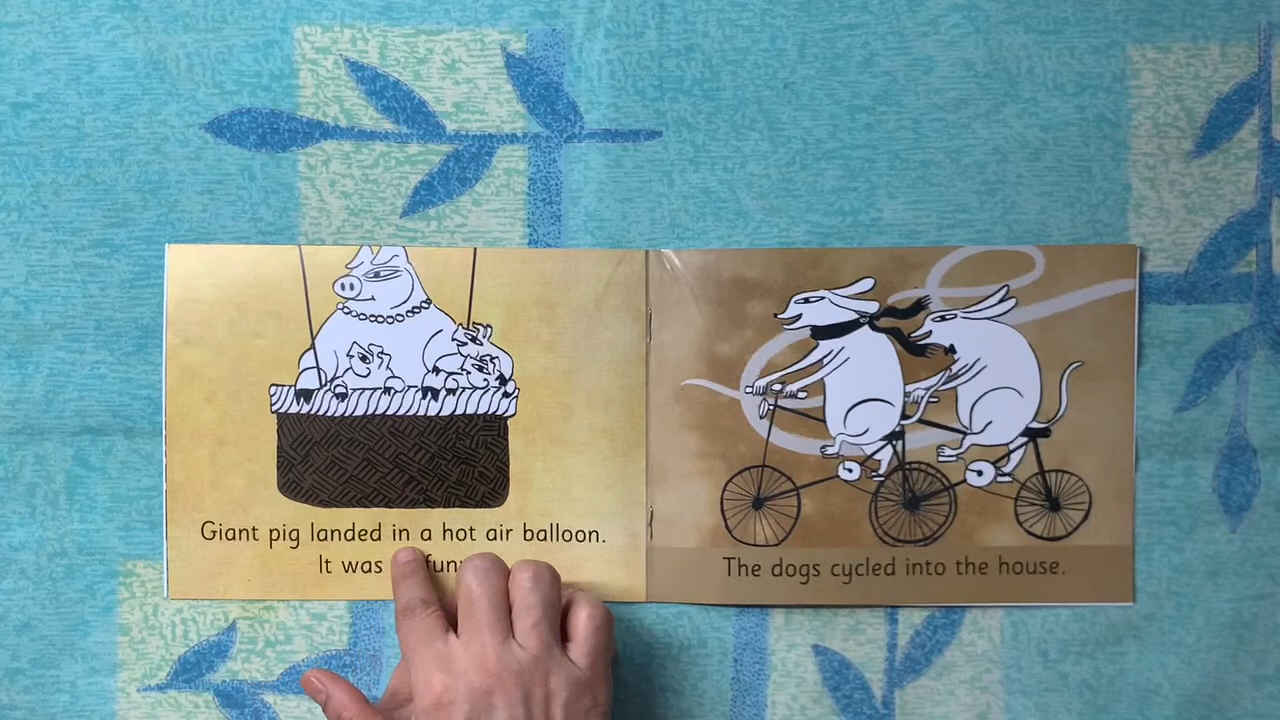 Giant pig landed in a hot air balloon.
It was
The dogs cycled into the house.